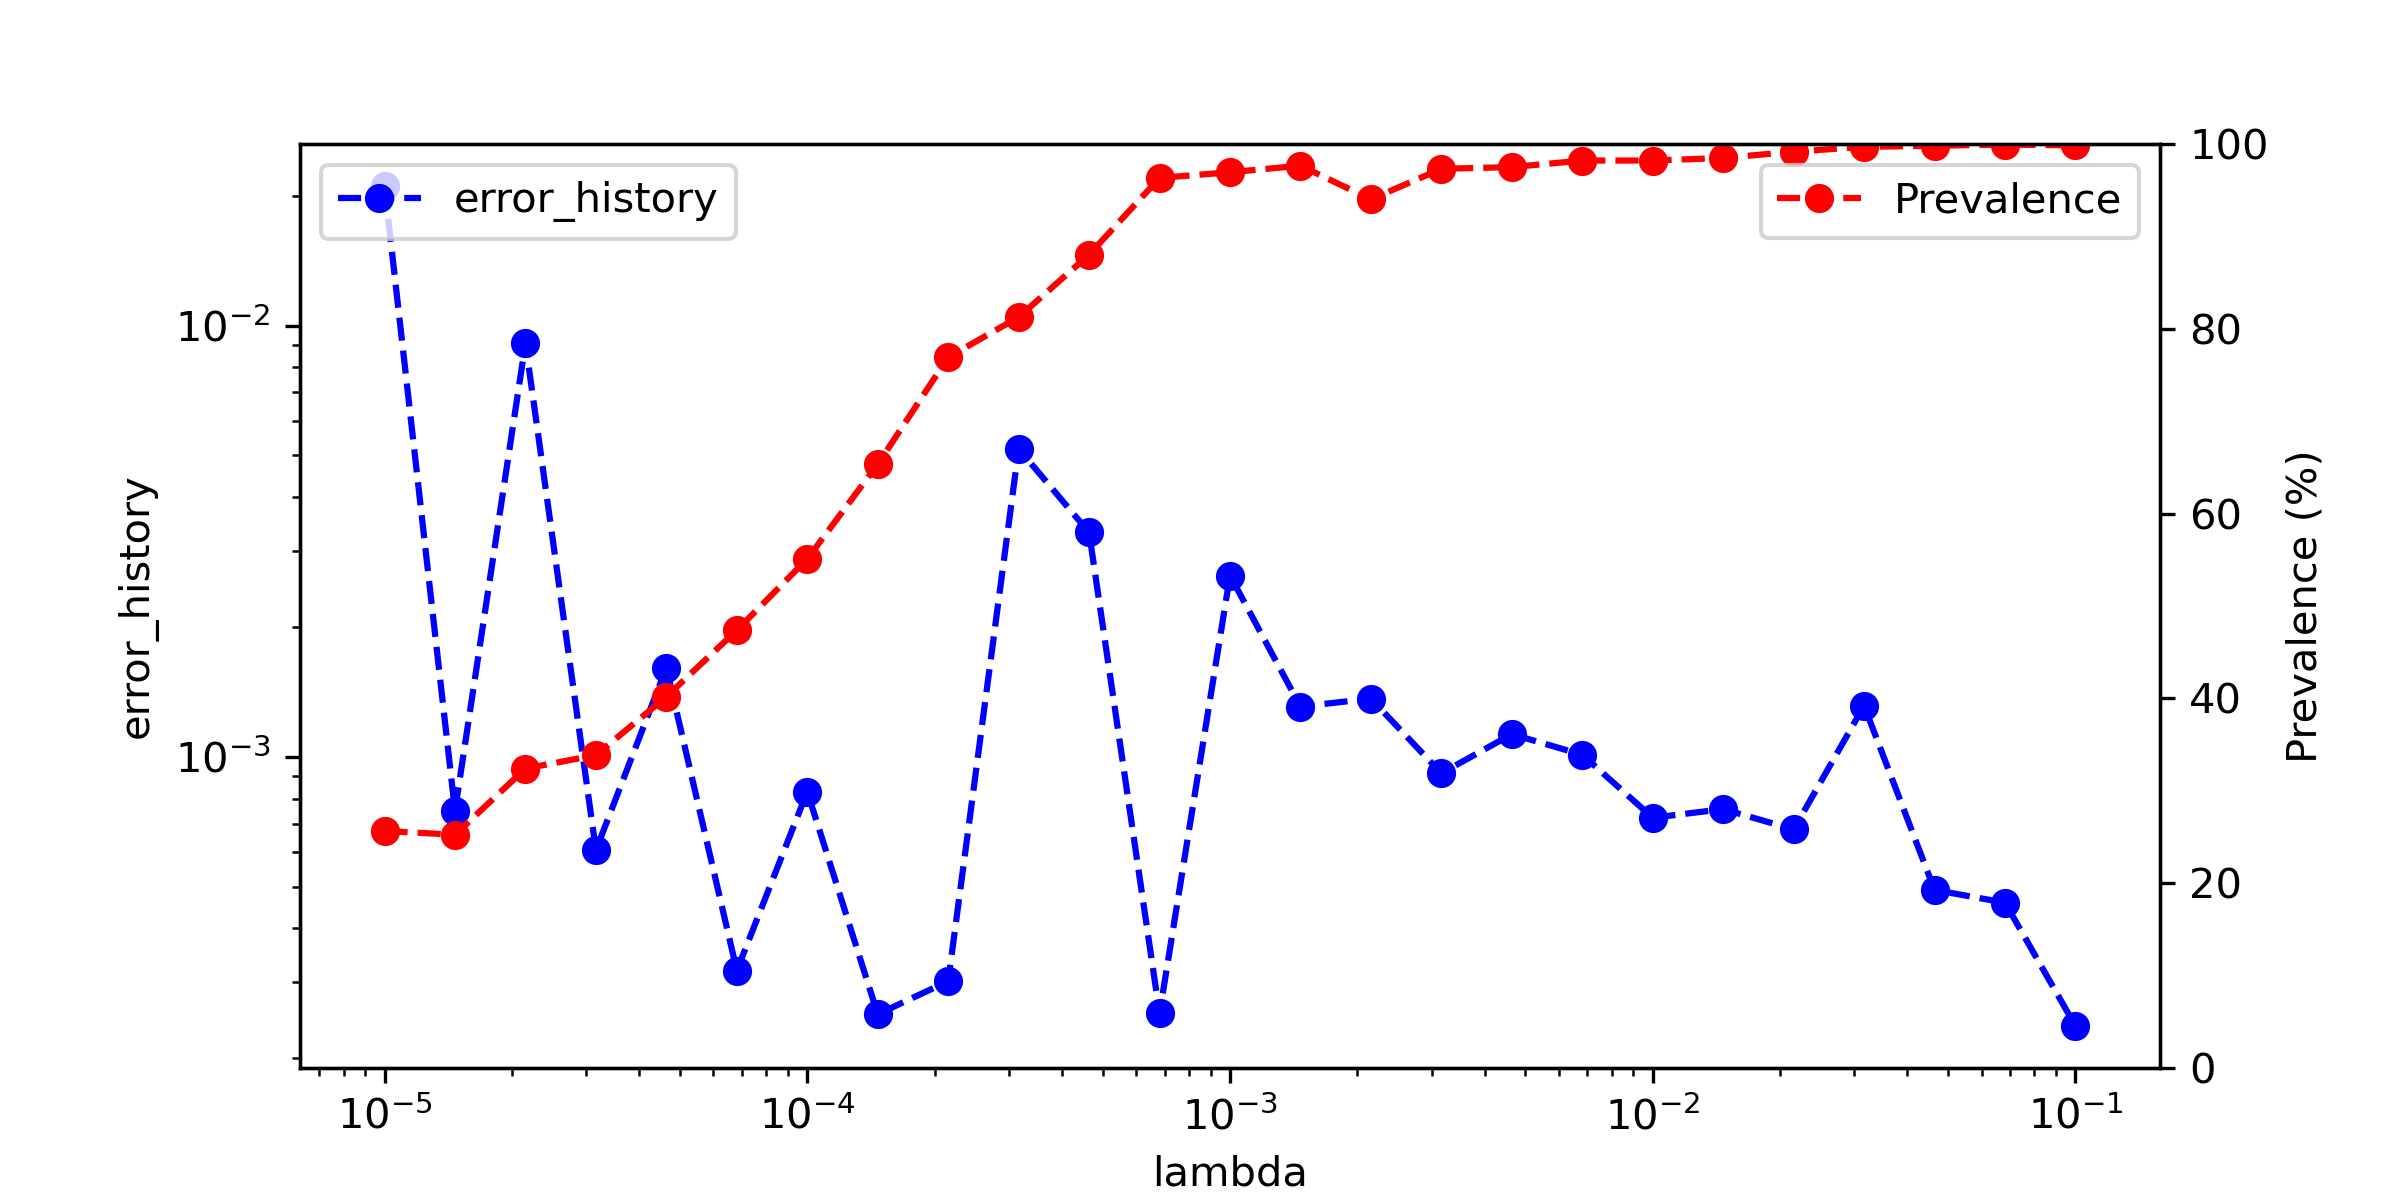 error_history
Prevalence
10⁻²
10⁻³
error_history
100
80
60
40
20
0
Prevalence (%)
10⁻⁵
10⁻⁴
10⁻³
10⁻²
10⁻¹
lambda